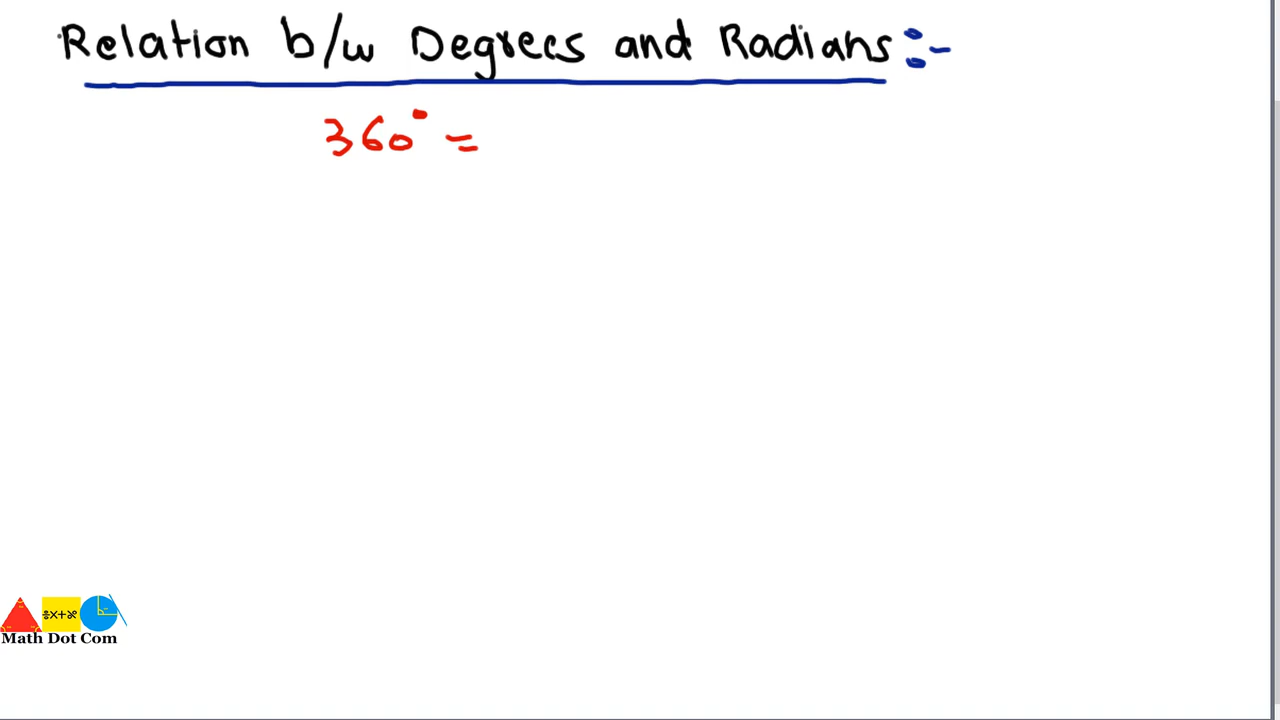 Relation b/w Degrees and Radians :-
360° =
÷x+%
Math Dot Com